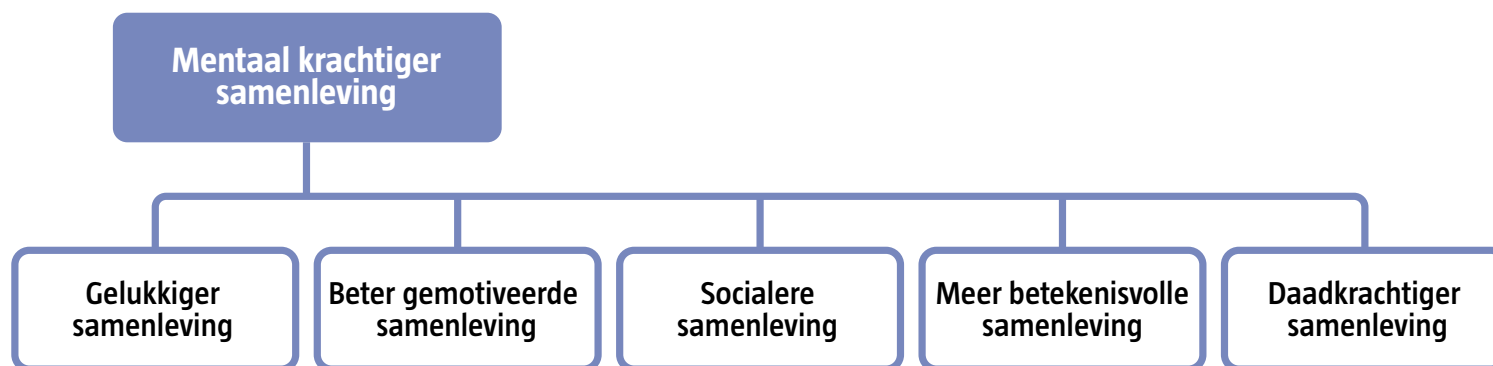 Mentaal krachtiger
samenleving
Gelukkiger
samenleving
Beter gemotiveerde
samenleving
Socialere
samenleving
Meer betekenisvolle
samenleving
Daadkrachtiger
samenleving